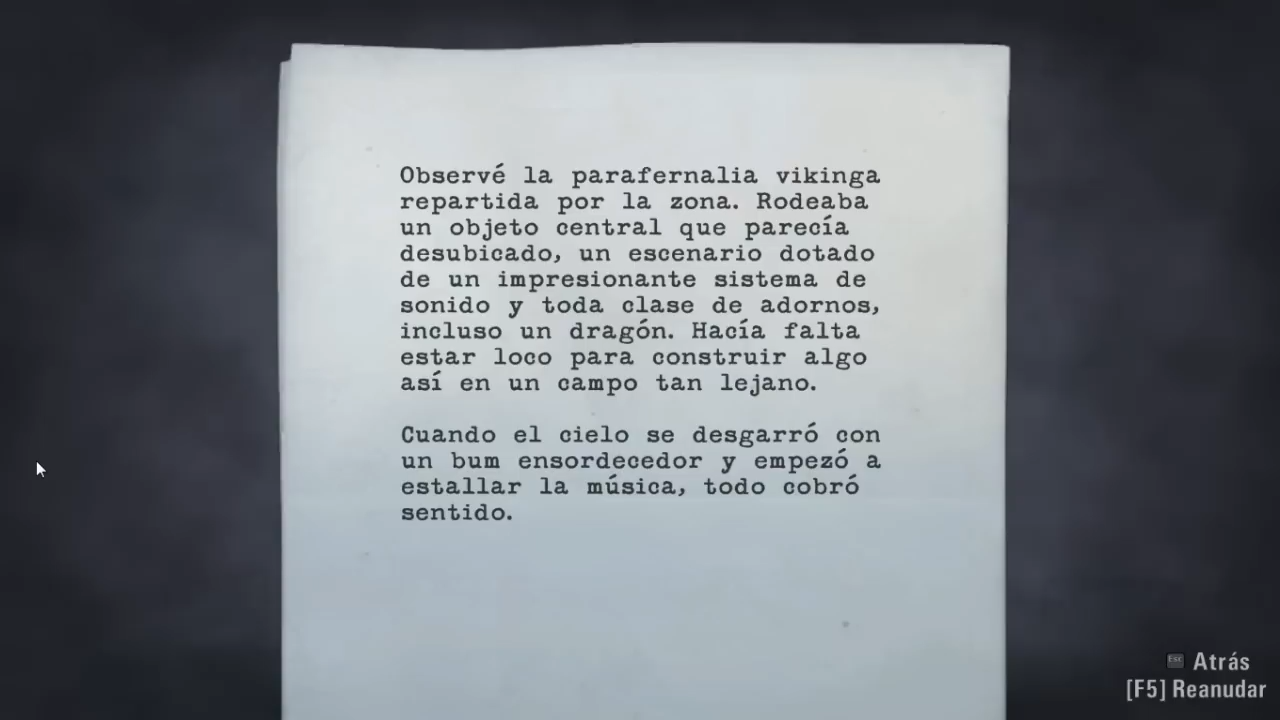 Observé la parafernalia vikinga
repartida por la zona. Rodeaba
un objeto central que parecía
desubicado, un escenario dotado
de un impresionante sistema de
sonido y toda clase de adornos,
incluso un dragón. Hacía falta
estar loco para construir algo
así en un campo tan lejano.
Cuando el cielo se desgarró con
un bum ensordecedor y empezó a
estallar la música, todo cobró
sentido.
Esc Atrás
[F5] Reanudar